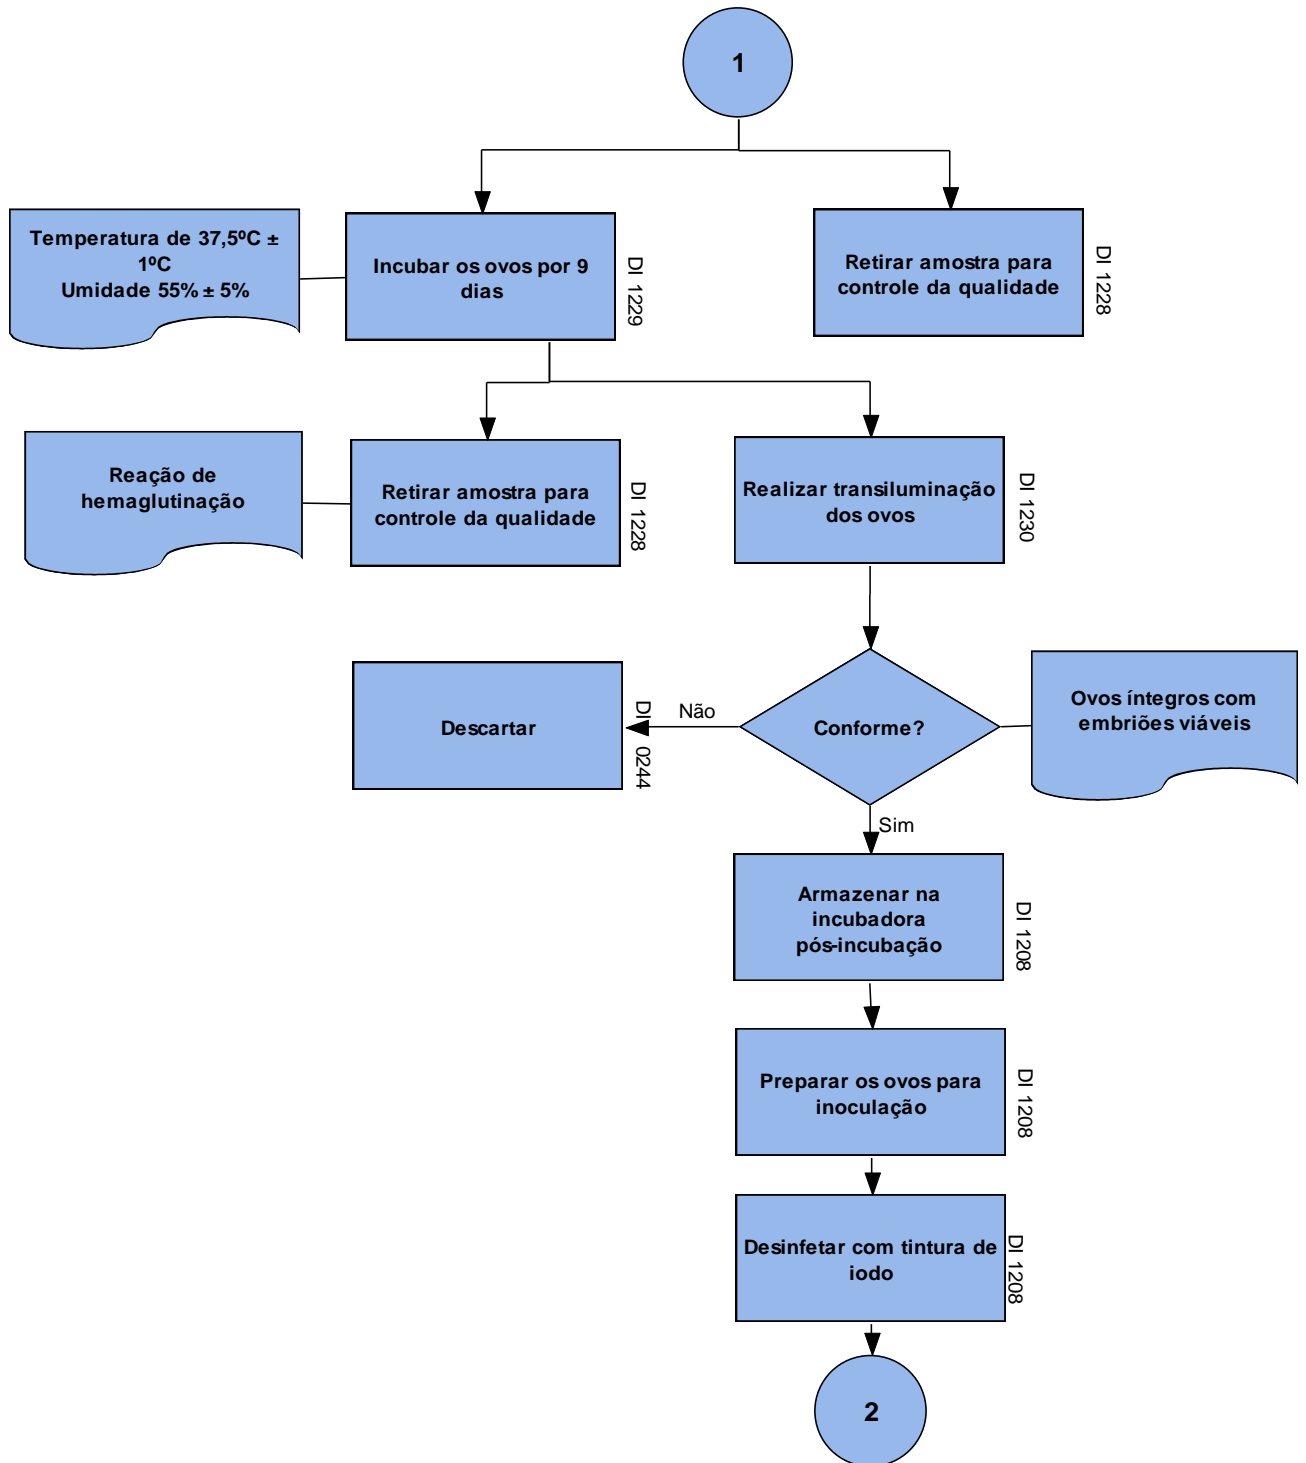 1
Temperatura de 37,5ºC ±
1ºC
Umidade 55% ± 5%
Incubar os ovos por 9
dias
DI 1229
Retirar amostra para
controle da qualidade
DI 1228
Reação de
hemaglutinação
Retirar amostra para
controle da qualidade
DI 1228
Realizar transiluminação
dos ovos
DI 1230
Descartar
DI 0244
Não
Conforme?
Ovos íntegros com
embriões viáveis
Sim
Armazenar na
incubadora
pós-incubação
DI 1208
Preparar os ovos para
inoculação
DI 1208
Desinfetar com tintura de
iodo
DI 1208
2